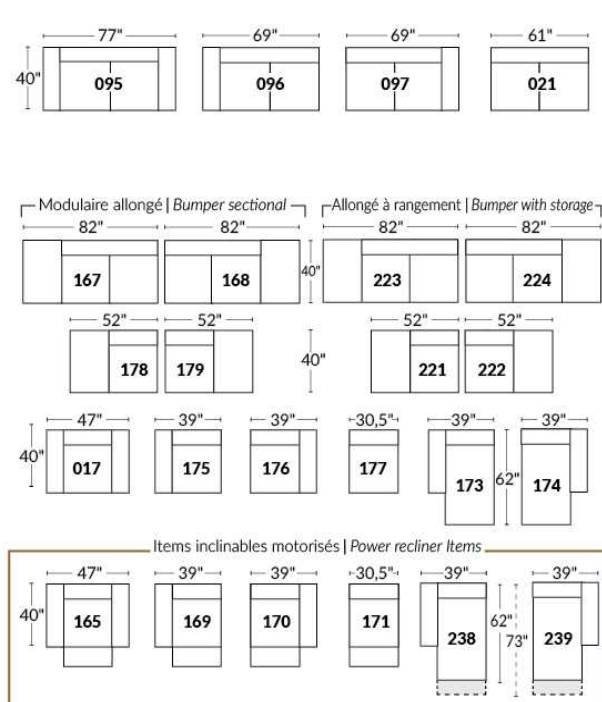 77" 69" 69" 61"
40" 095 096 097 021
Modulaire allongé | Bumper sectional Allongé à rangement | Bumper with storage
82" 82" 82" 82"
167 168 40" 223 224
52" 52" 52" 52"
178 179 40" 221 222
47" 39" 39" 30,5" 39" 39"
40" 017 175 176 177 173 62" 174
Items inclinables motorisés | Power recliner Items
47" 39" 39" 30,5" 39" 39"
40" 165 169 170 171 238 62" 73" 239